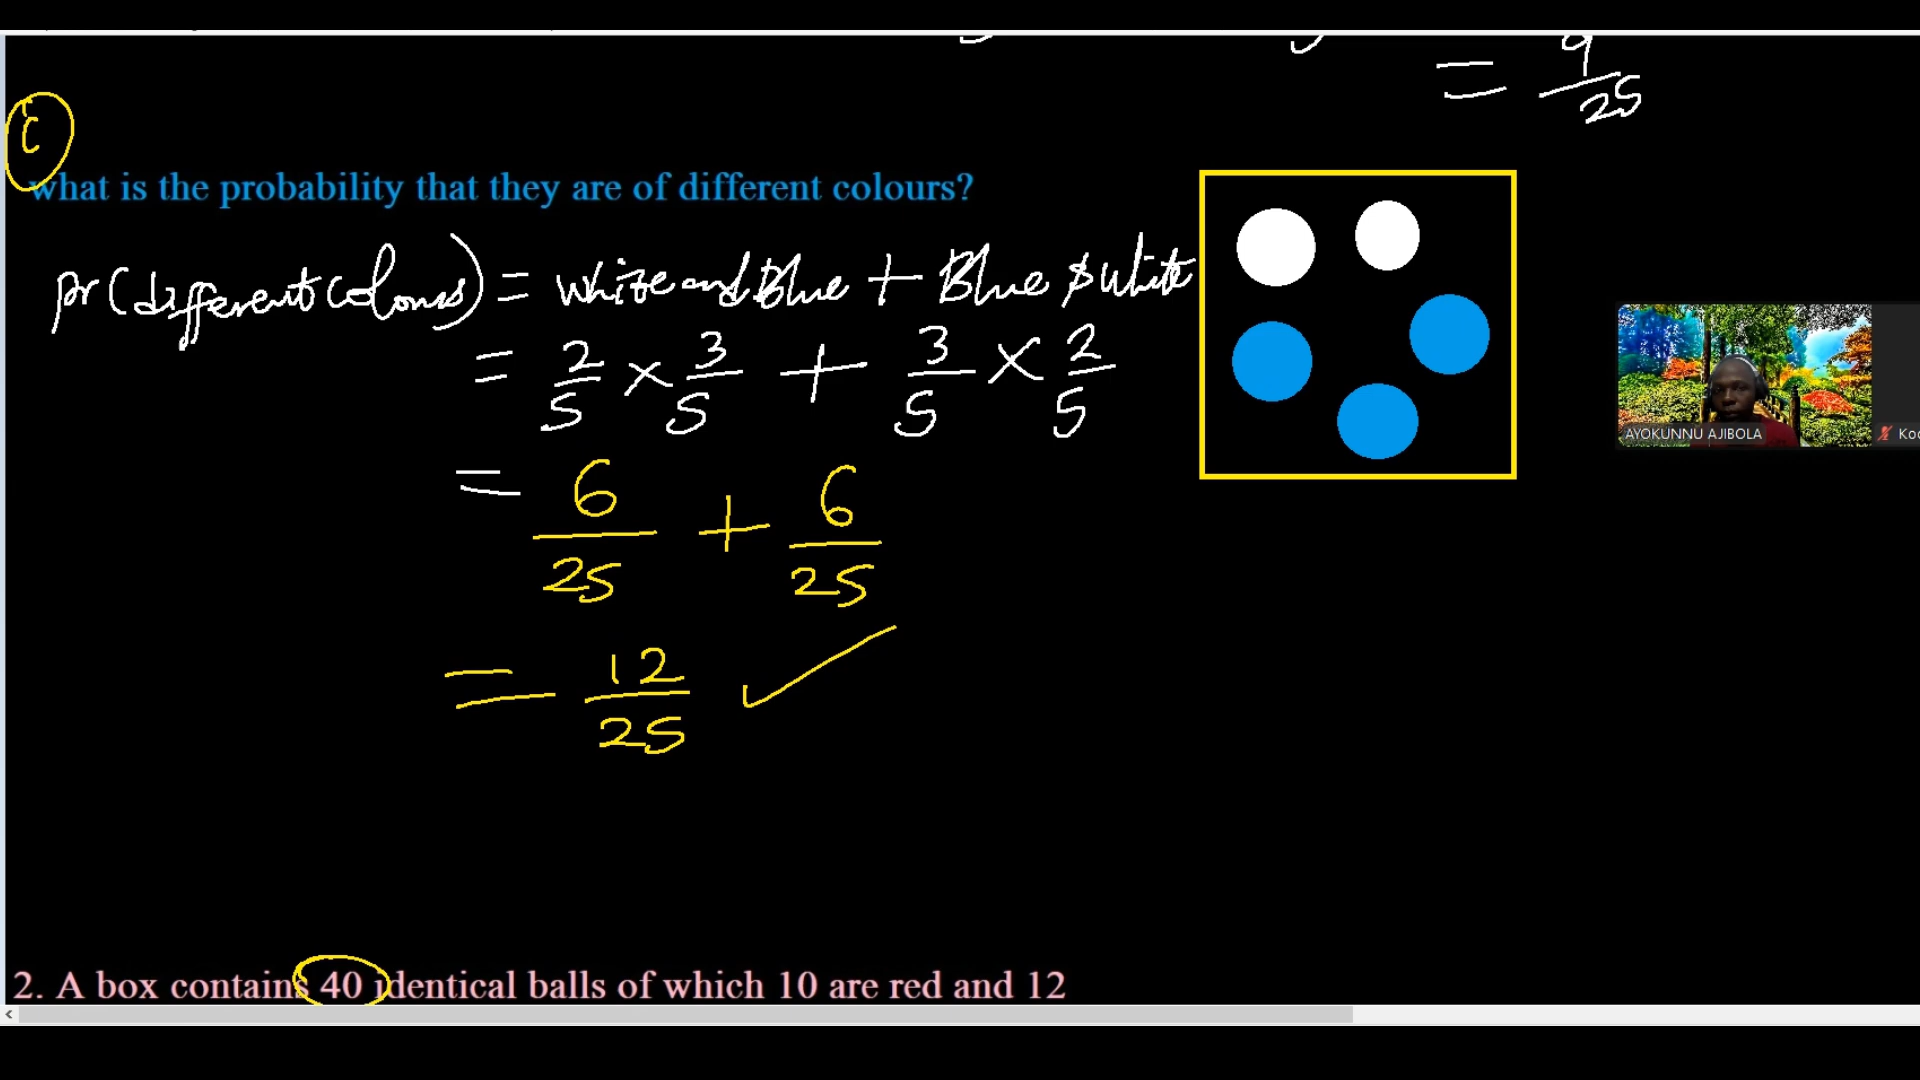 = 9/25
C
what is the probability that they are of different colours?
pr(different colours) = white and Blue + Blue & white
= 2/5 × 3/5 + 3/5 × 2/5
= 6/25 + 6/25
= 12/25 ✓
AYOKUNNU AJIBOLA
2. A box contains 40 identical balls of which 10 are red and 12